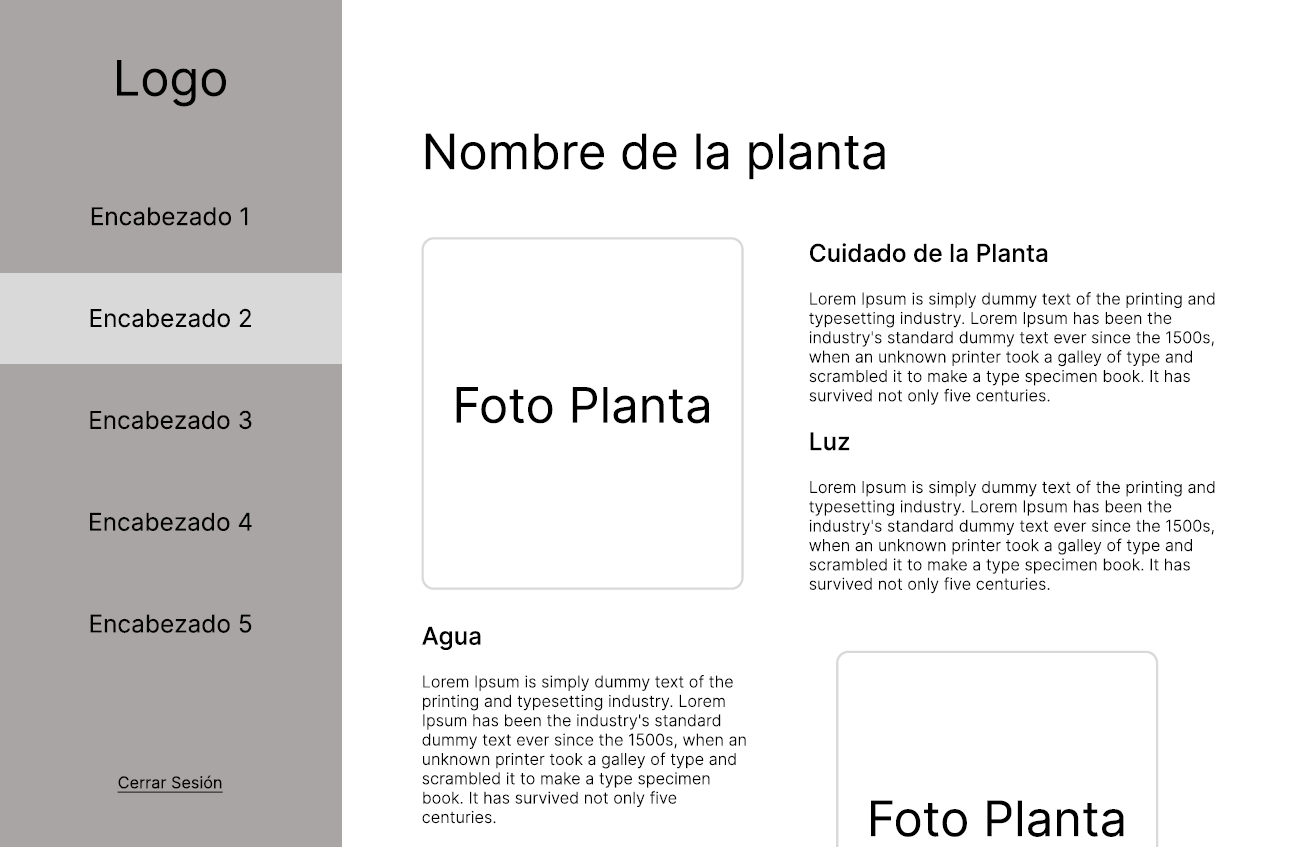 Logo
Encabezado 1
Encabezado 2
Encabezado 3
Encabezado 4
Encabezado 5
Cerrar Sesión
Nombre de la planta
Foto Planta
Agua
Lorem Ipsum is simply dummy text of the
printing and typesetting industry. Lorem
Ipsum has been the industry's standard
dummy text ever since the 1500s, when an
unknown printer took a galley of type and
scrambled it to make a type specimen
book. It has survived not only five
centuries.
Cuidado de la Planta
Lorem Ipsum is simply dummy text of the printing and
typesetting industry. Lorem Ipsum has been the
industry's standard dummy text ever since the 1500s,
when an unknown printer took a galley of type and
scrambled it to make a type specimen book. It has
survived not only five centuries.
Luz
Lorem Ipsum is simply dummy text of the printing and
typesetting industry. Lorem Ipsum has been the
industry's standard dummy text ever since the 1500s,
when an unknown printer took a galley of type and
scrambled it to make a type specimen book. It has
survived not only five centuries.
Foto Planta